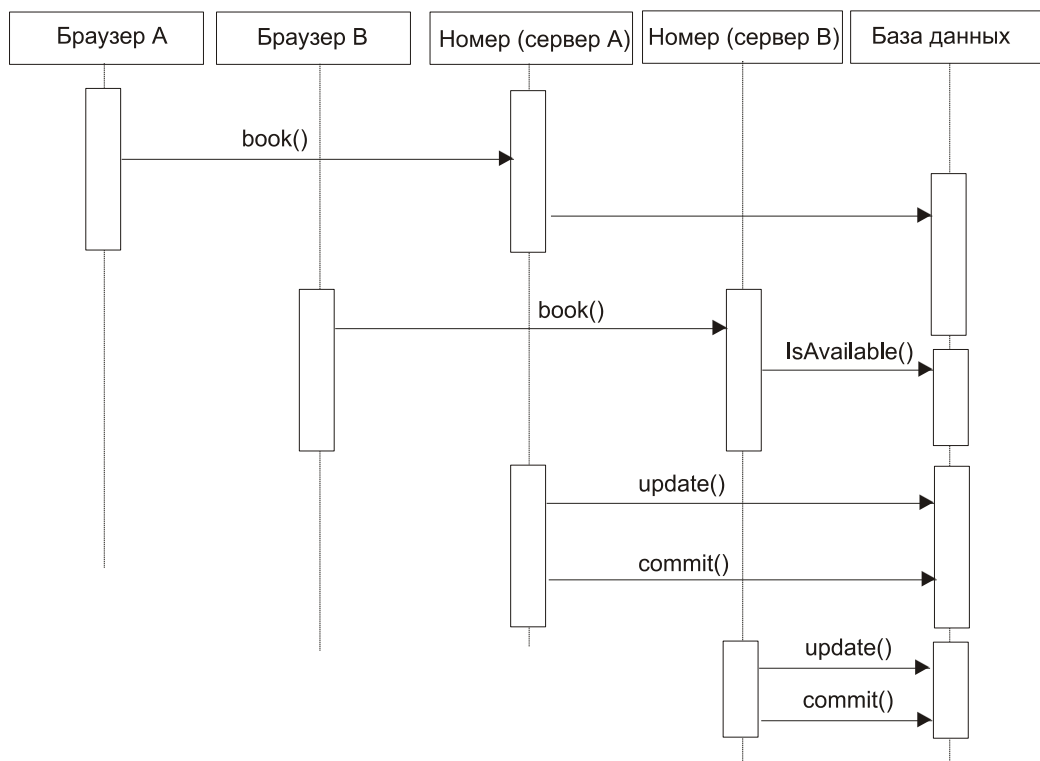 Браузер A
Браузер B
Номер (сервер A)
Номер (сервер B)
База данных
book()
book()
IsAvailable()
update()
commit()
update()
commit()